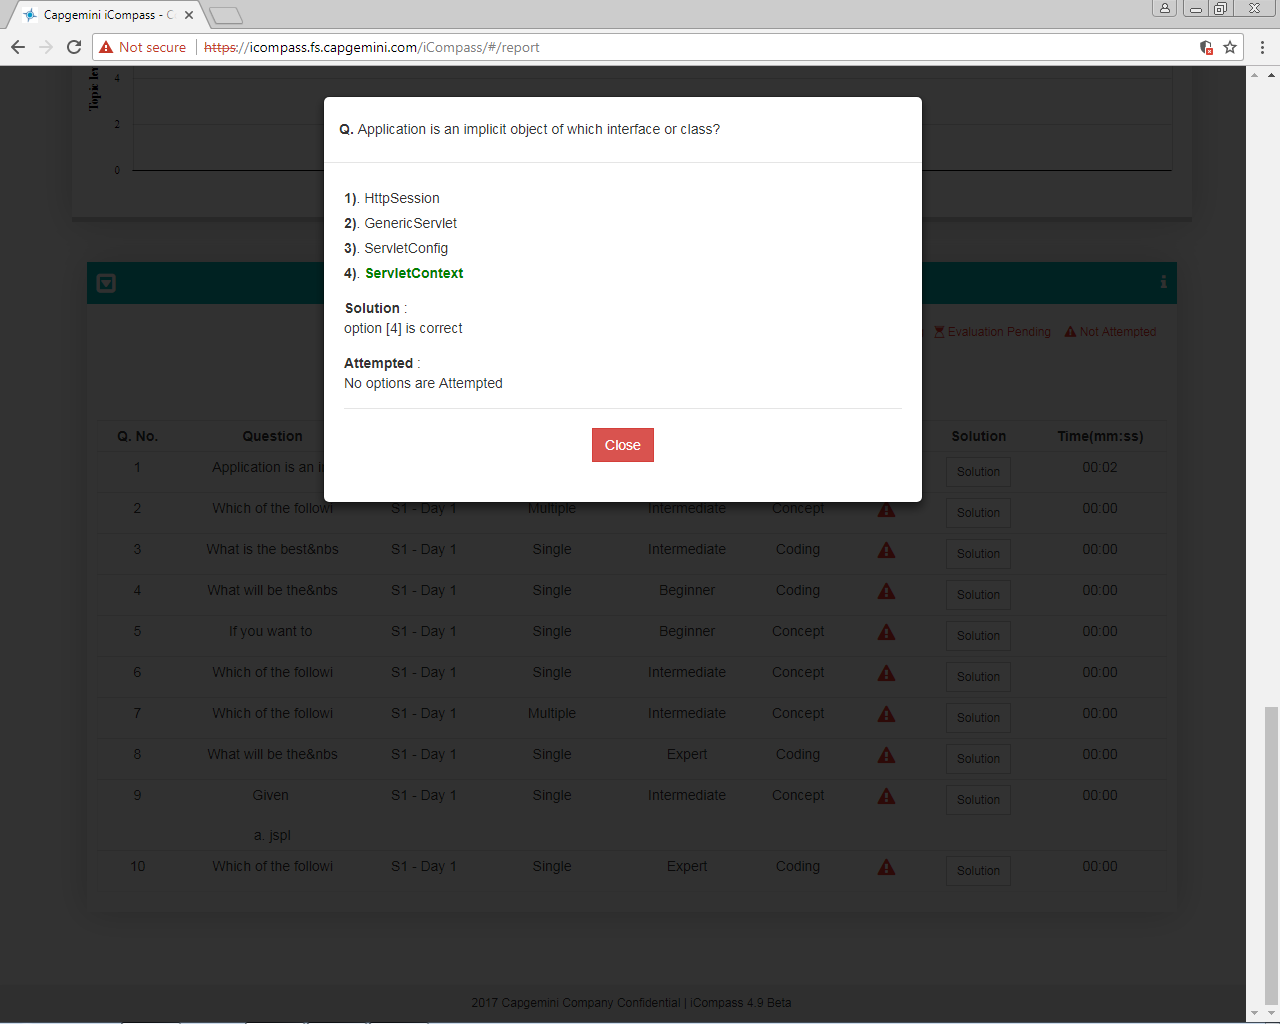 Capgemini iCompass - C
Not secure | https://icompass.fs.capgemini.com/iCompass/#/report
Topic lev
4
2
0
Q. Application is an implicit object of which interface or class?
1). HttpSession
2). GenericServlet
3). ServletConfig
4). ServletContext
Solution :
option [4] is correct
Attempted :
No options are Attempted
Close
Evaluation Pending Not Attempted
Q. No. Question Solution Time(mm:ss)
1 Application is an i Solution 00:02
2 Which of the followi S1 - Day 1 Multiple Intermediate Concept Solution 00:00
3 What is the best&nbs S1 - Day 1 Single Intermediate Coding Solution 00:00
4 What will be the&nbs S1 - Day 1 Single Beginner Coding Solution 00:00
5 If you want to S1 - Day 1 Single Beginner Concept Solution 00:00
6 Which of the followi S1 - Day 1 Single Intermediate Concept Solution 00:00
7 Which of the followi S1 - Day 1 Multiple Intermediate Concept Solution 00:00
8 What will be the&nbs S1 - Day 1 Single Expert Coding Solution 00:00
9 Given S1 - Day 1 Single Intermediate Concept Solution 00:00
a. jspl
10 Which of the followi S1 - Day 1 Single Expert Coding Solution 00:00
2017 Capgemini Company Confidential | iCompass 4.9 Beta